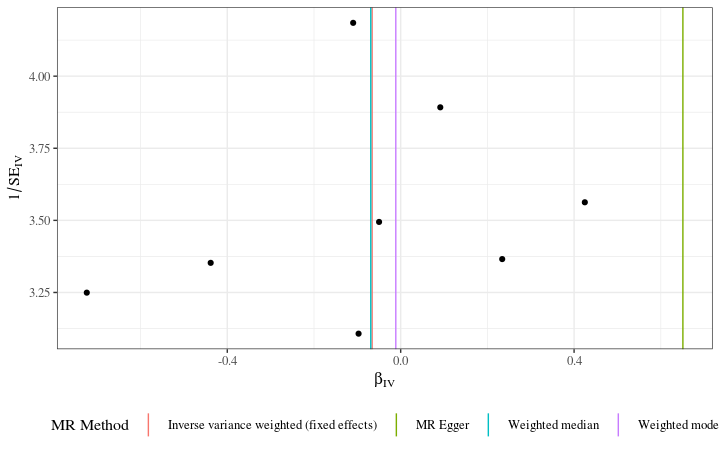 1/SE_IV
4.00
3.75
3.50
3.25
-0.4 0.0 0.4
β_IV
MR Method Inverse variance weighted (fixed effects) MR Egger Weighted median Weighted mode